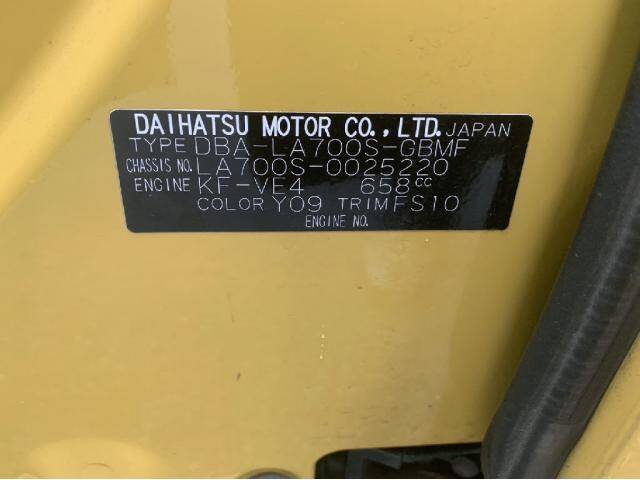 DAIHATSU MOTOR CO., LTD. JAPAN
TYPE DBA-LA700S-GBMF
CHASSIS NO. LA700S-0025220
ENGINE KF-VE4 658cc
COLOR Y09 TRIM FS10
ENGINE NO.